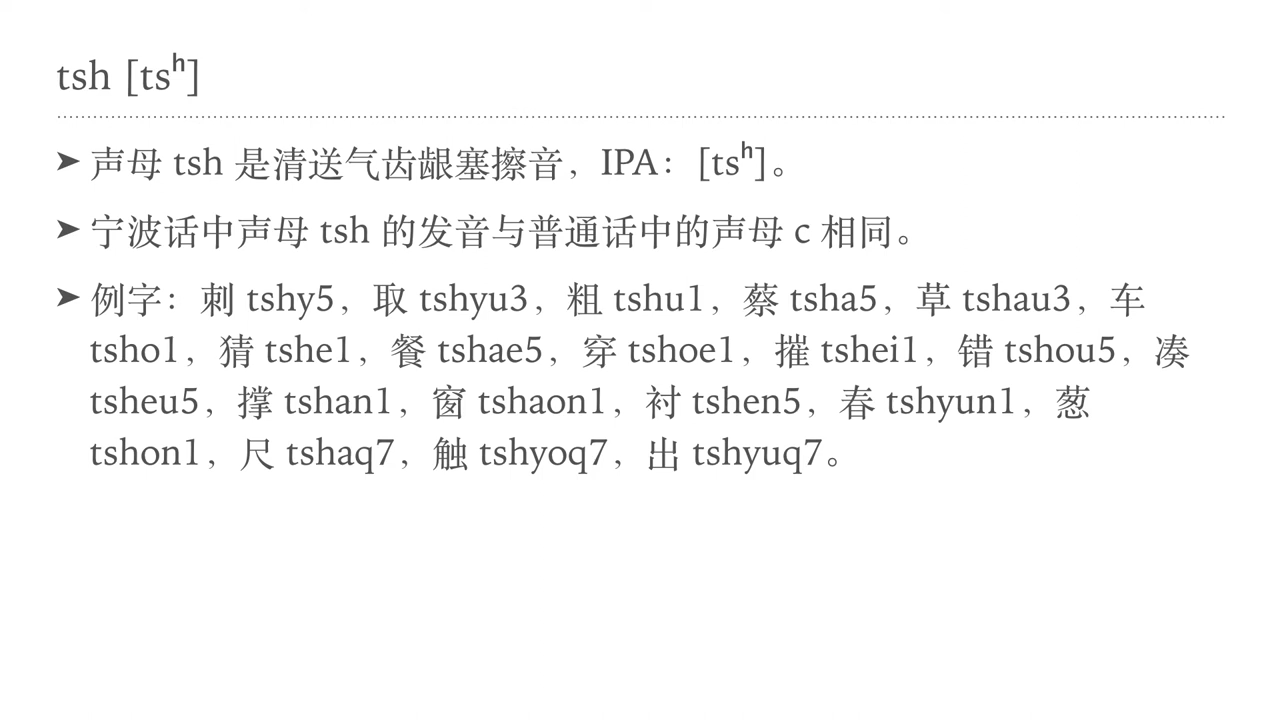 tsh [tsʰ]
➤ 声母 tsh 是清送气齿龈塞擦音，IPA：[tsʰ]。
➤ 宁波话中声母 tsh 的发音与普通话中的声母 c 相同。
➤ 例字：刺 tshy5，取 tshyu3，粗 tshu1，蔡 tsha5，草 tshau3，车
tsho1，猜 tshe1，餐 tshae5，穿 tshoe1，摧 tshei1，错 tshou5，凑
tsheu5，撑 tshan1，窗 tshaon1，衬 tshen5，春 tshyun1，葱
tshon1，尺 tshaq7，触 tshyoq7，出 tshyuq7。